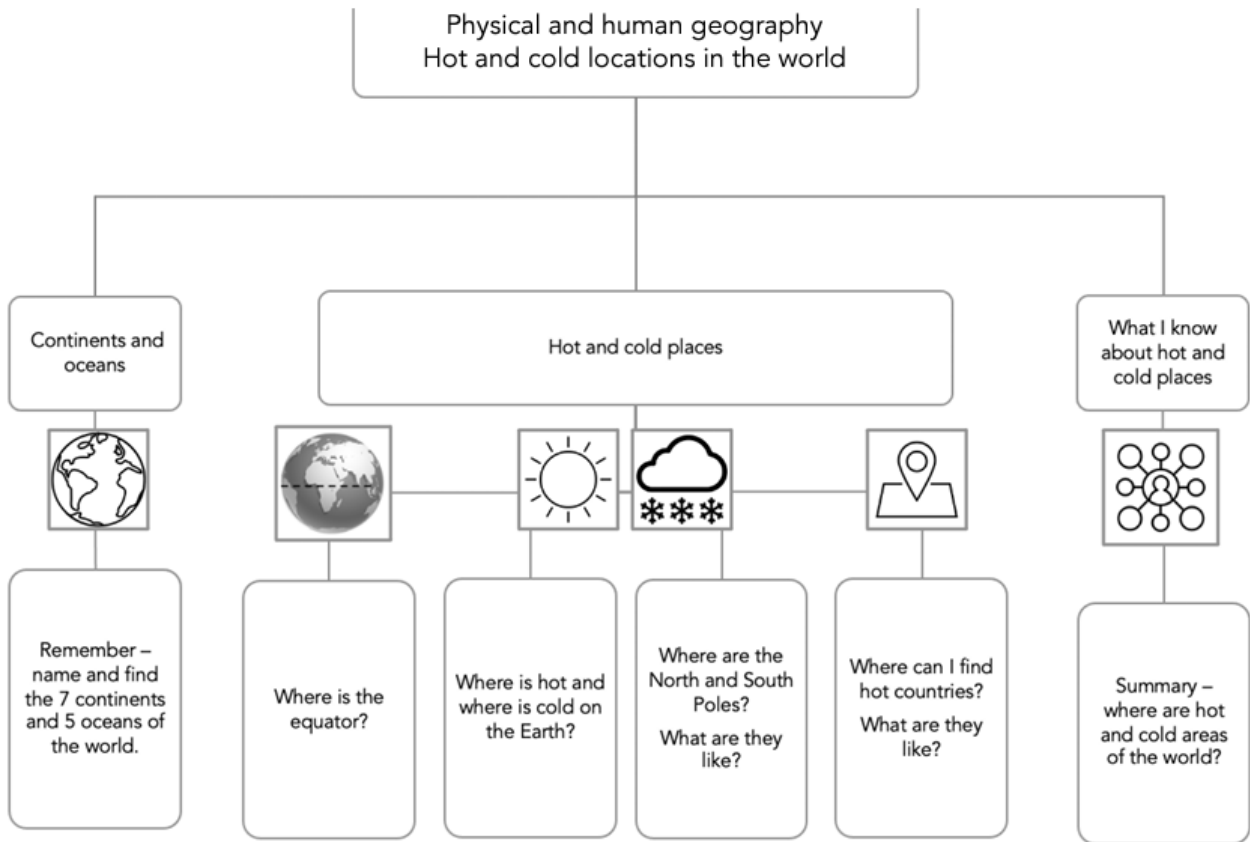 Physical and human geography
Hot and cold locations in the world
Continents and
oceans
Hot and cold places
What I know
about hot and
cold places
Remember –
name and find
the 7 continents
and 5 oceans of
the world.
Where is the
equator?
Where is hot and
where is cold on
the Earth?
Where are the
North and South
Poles?
What are they
like?
Where can I find
hot countries?
What are they
like?
Summary –
where are hot
and cold areas
of the world?